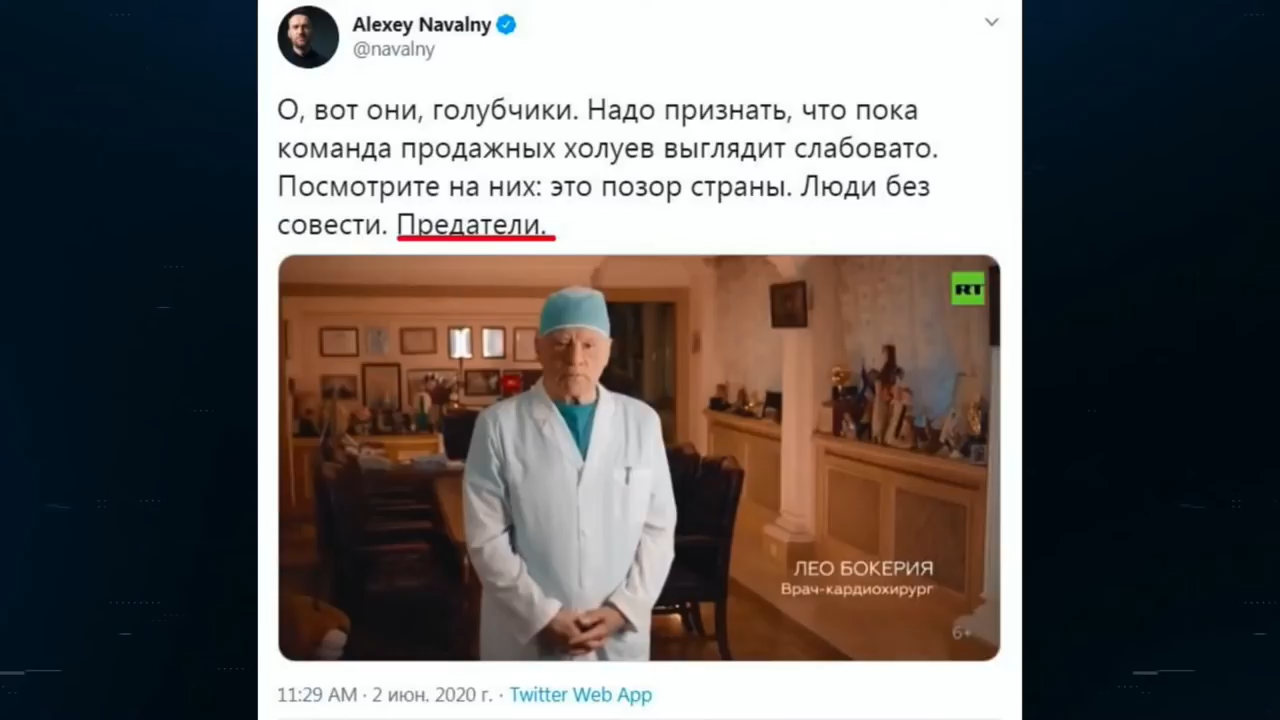 Alexey Navalny
@navalny
О, вот они, голубчики. Надо признать, что пока
команда продажных холуев выглядит слабовато.
Посмотрите на них: это позор страны. Люди без
совести. Предатели.
RT
ЛЕО БОКЕРИЯ
Врач-кардиохирург
6+
11:29 AM · 2 июн. 2020 г. · Twitter Web App